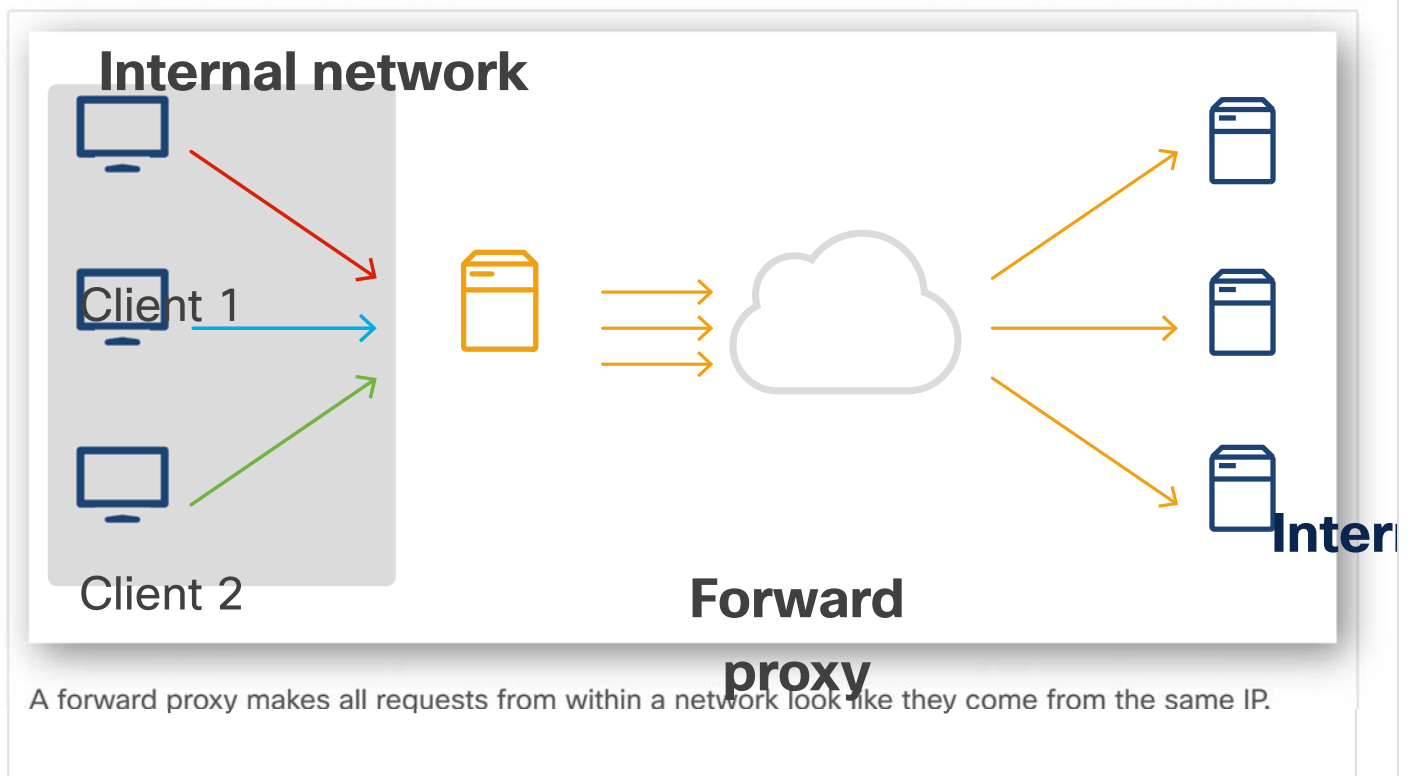 Internal network
Client 1
Client 2
Forward
proxy
A forward proxy makes all requests from within a network look like they come from the same IP.